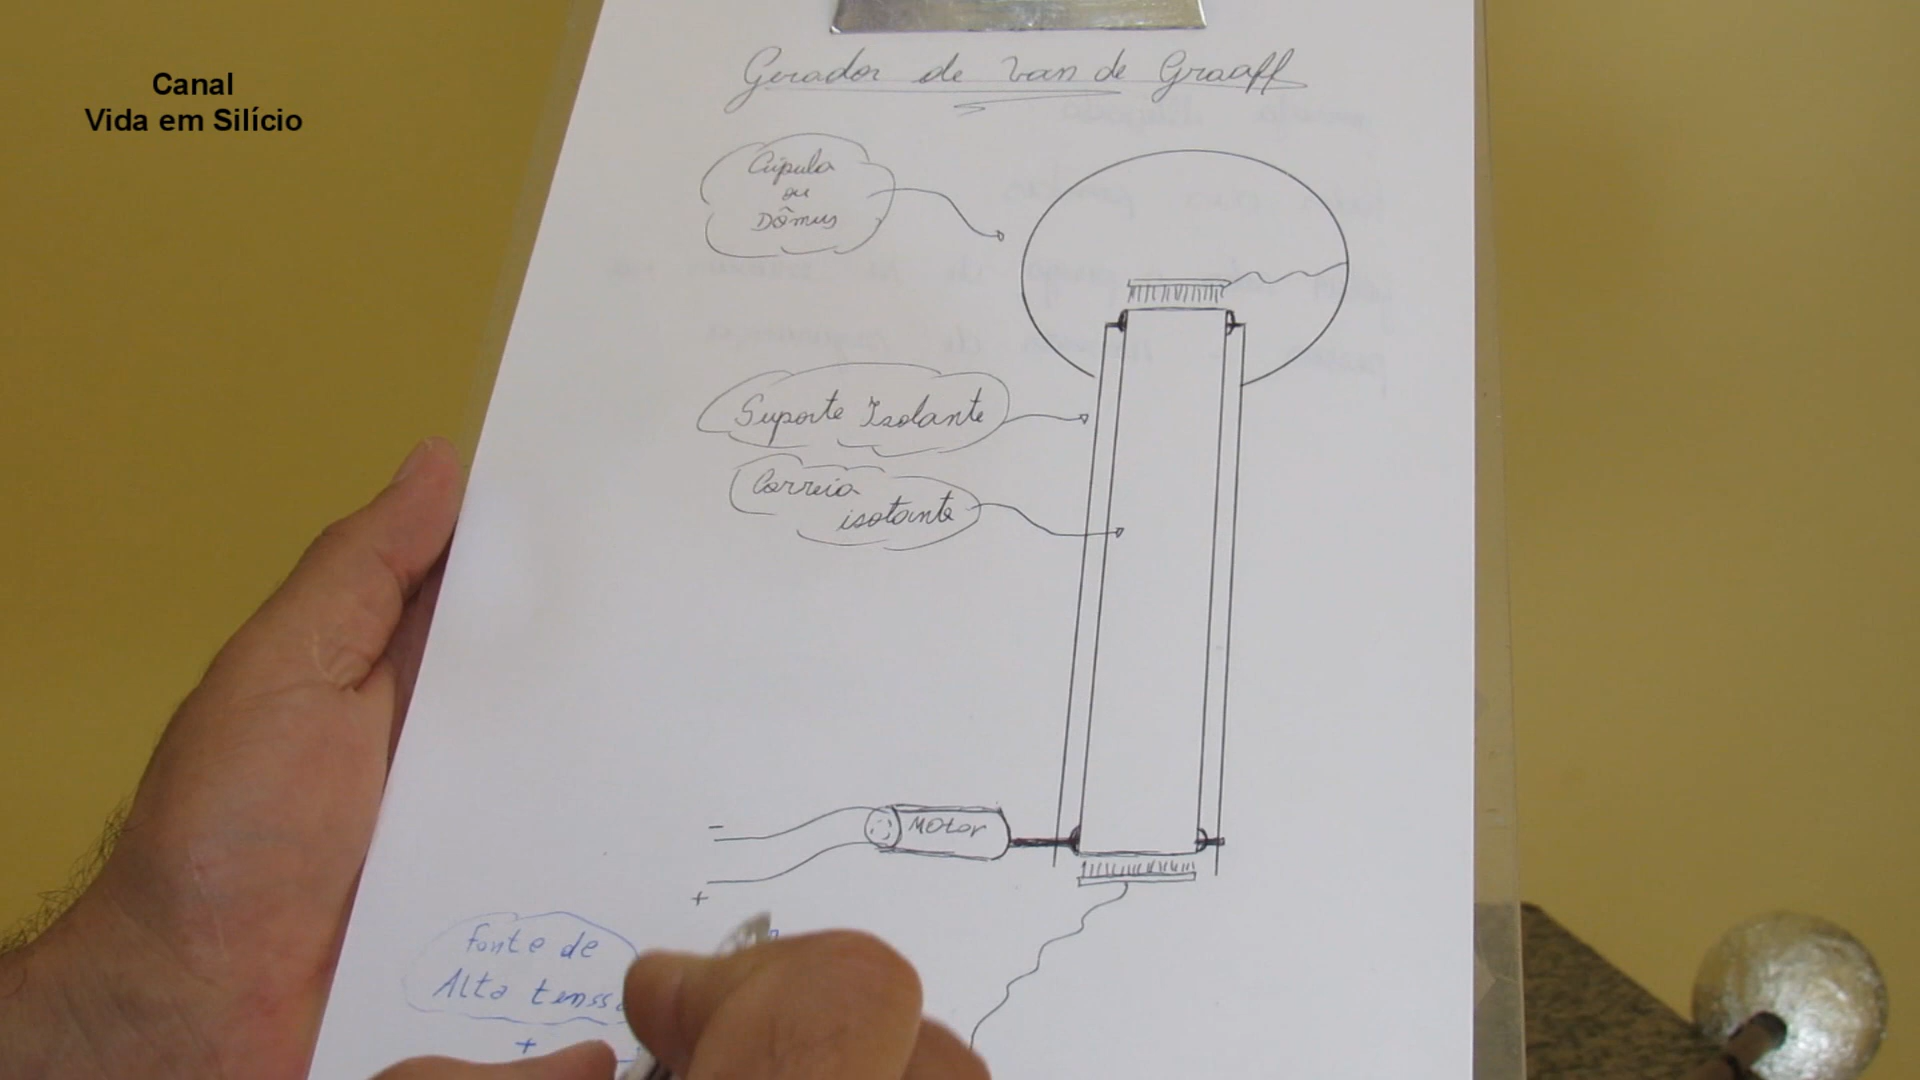 Canal
Vida em Silício
Gerador de Van de Graaff
Cúpula
ou
Dômus
Suporte Isolante
Correia
isolante
-
MOtor
+
fonte de
Alta
+